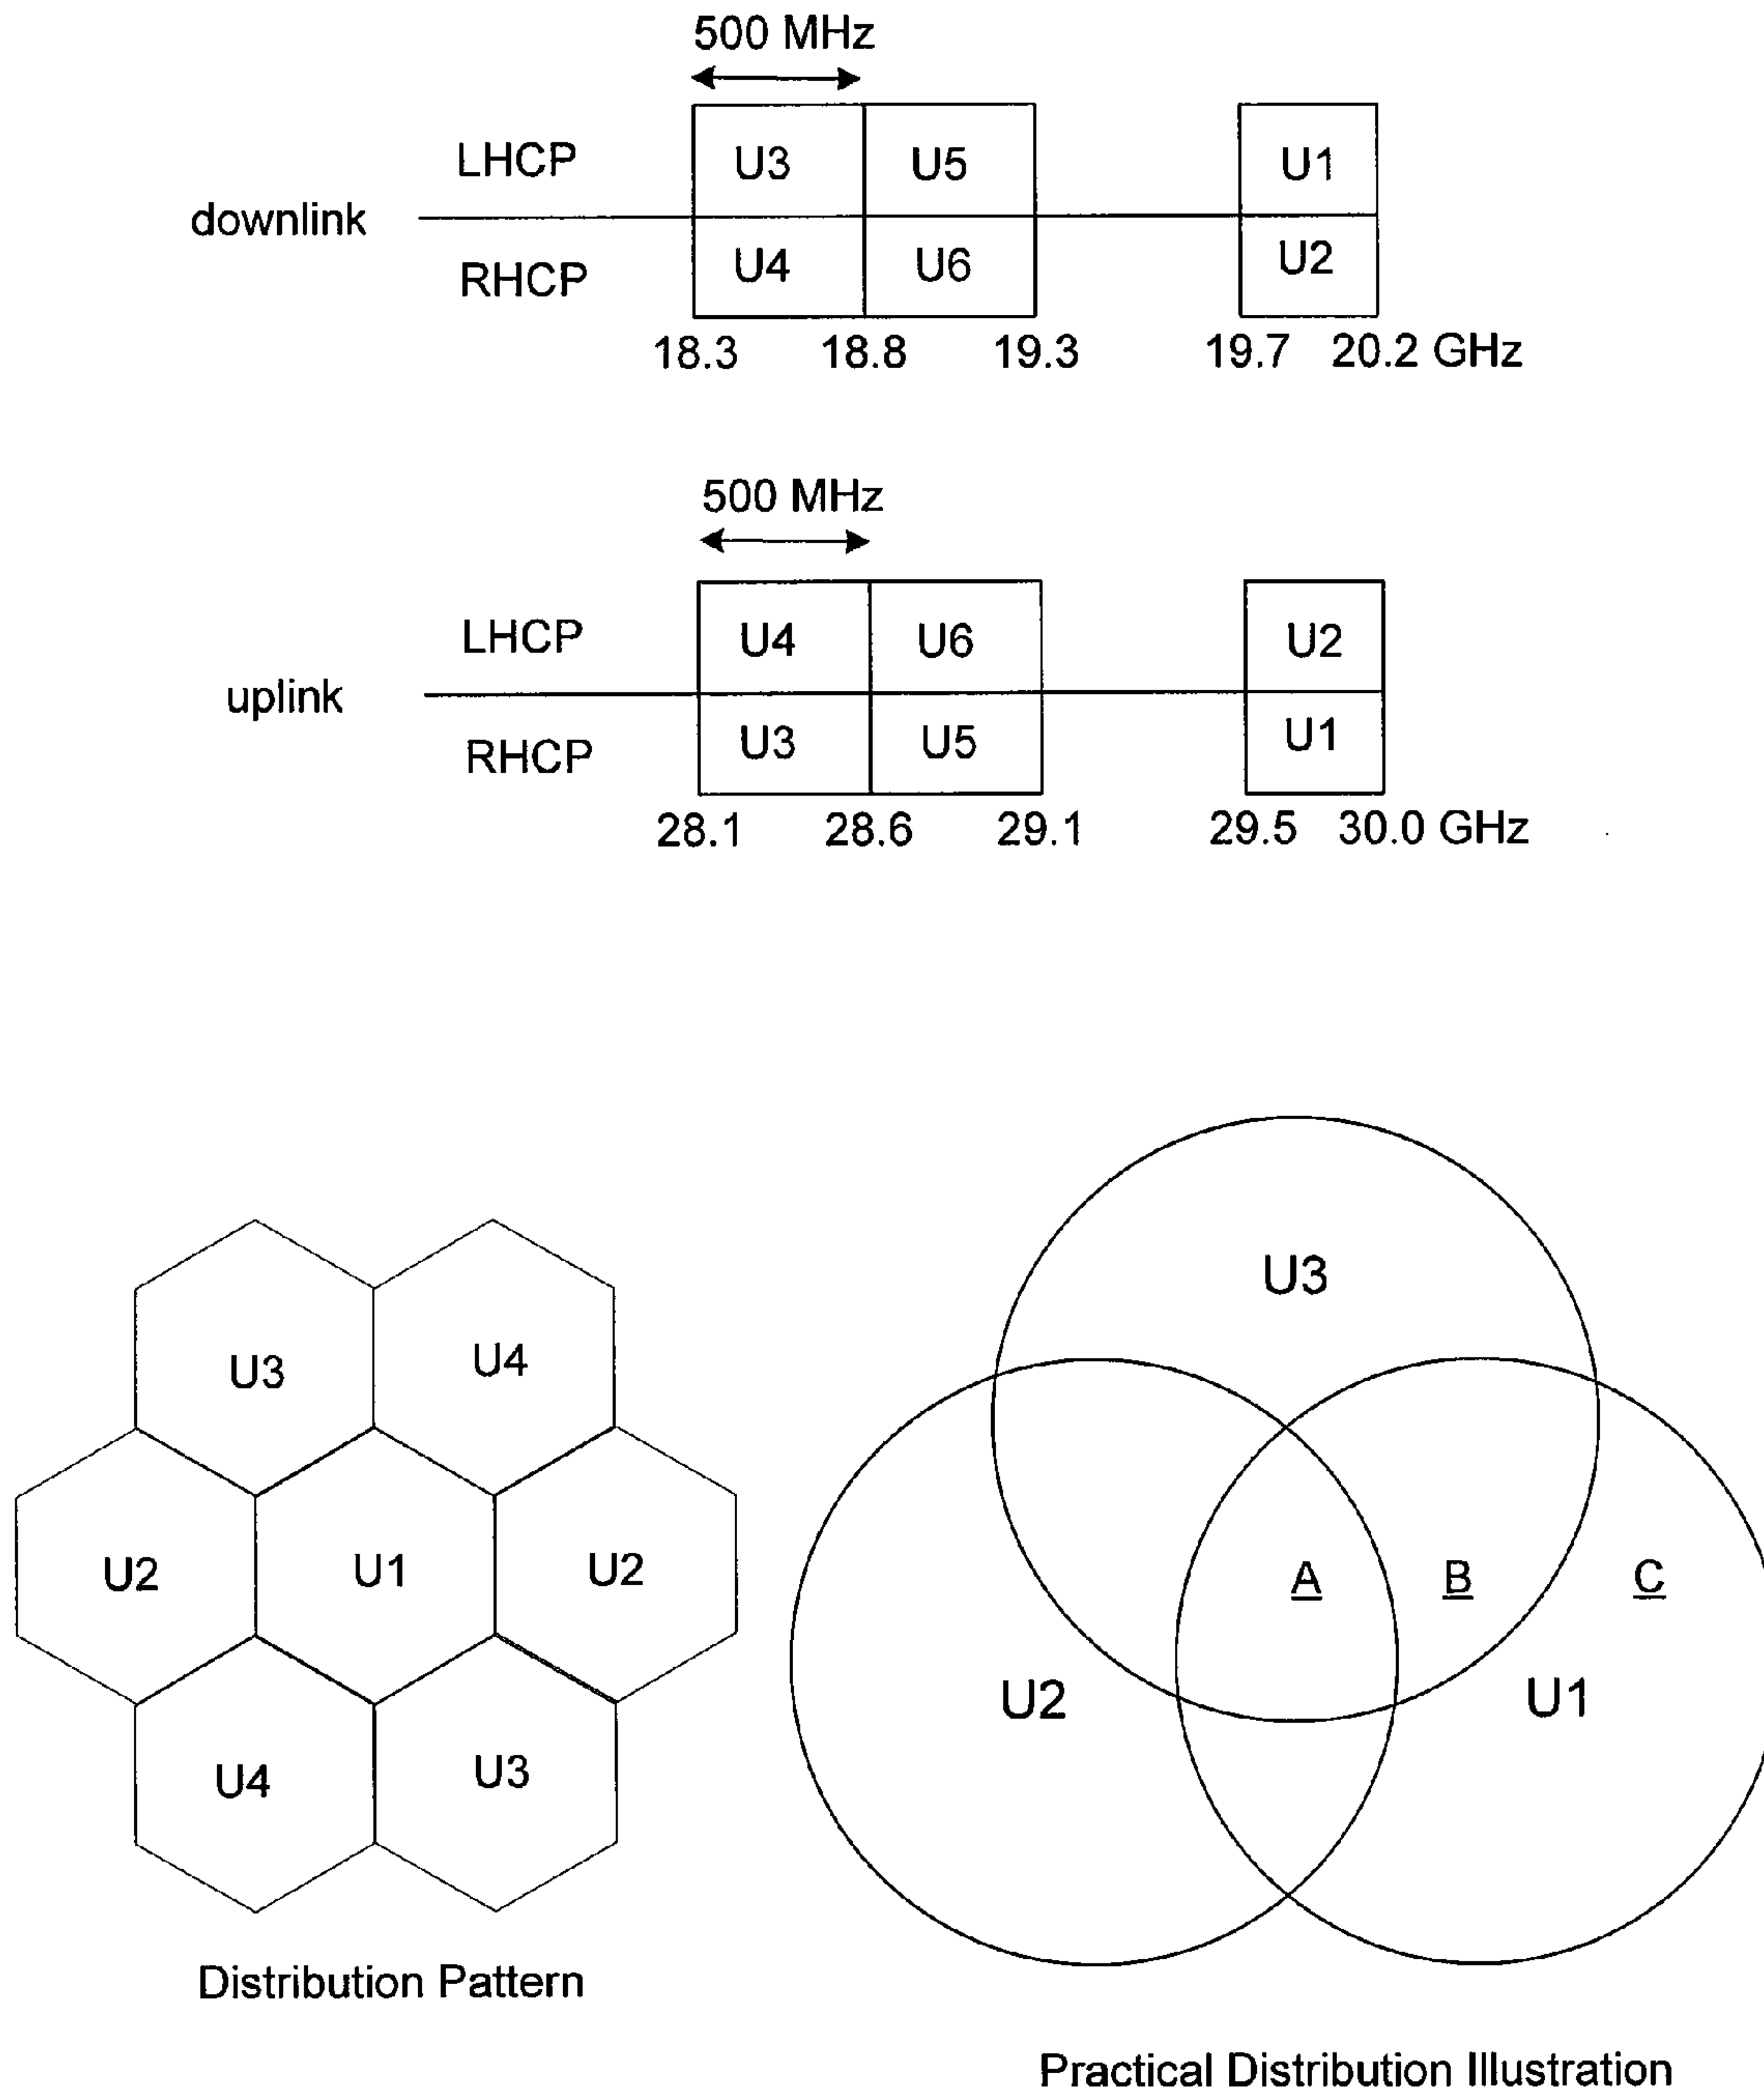 500 MHz
LHCP U3 U5 U1
downlink
RHCP U4 U6 U2
18.3 18.8 19.3 19.7 20.2 GHz
500 MHz
LHCP U4 U6 U2
uplink
RHCP U3 U5 U1
28.1 28.6 29.1 29.5 30.0 GHz
U3 U4
U2 U1 U2
U4 U3
Distribution Pattern
U3
A B C
U2 U1
Practical Distribution Illustration